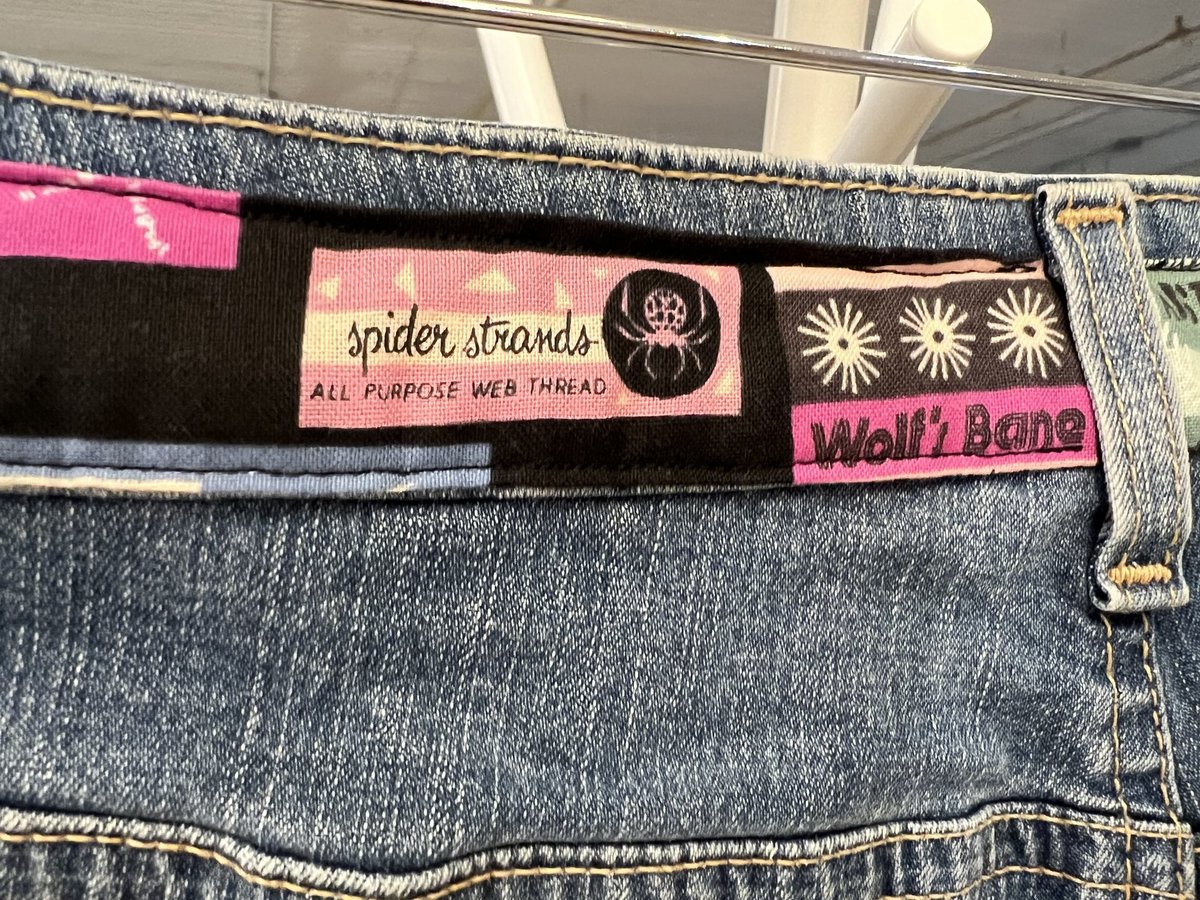 spider strands
ALL PURPOSE WEB THREAD
Wolf's Bane